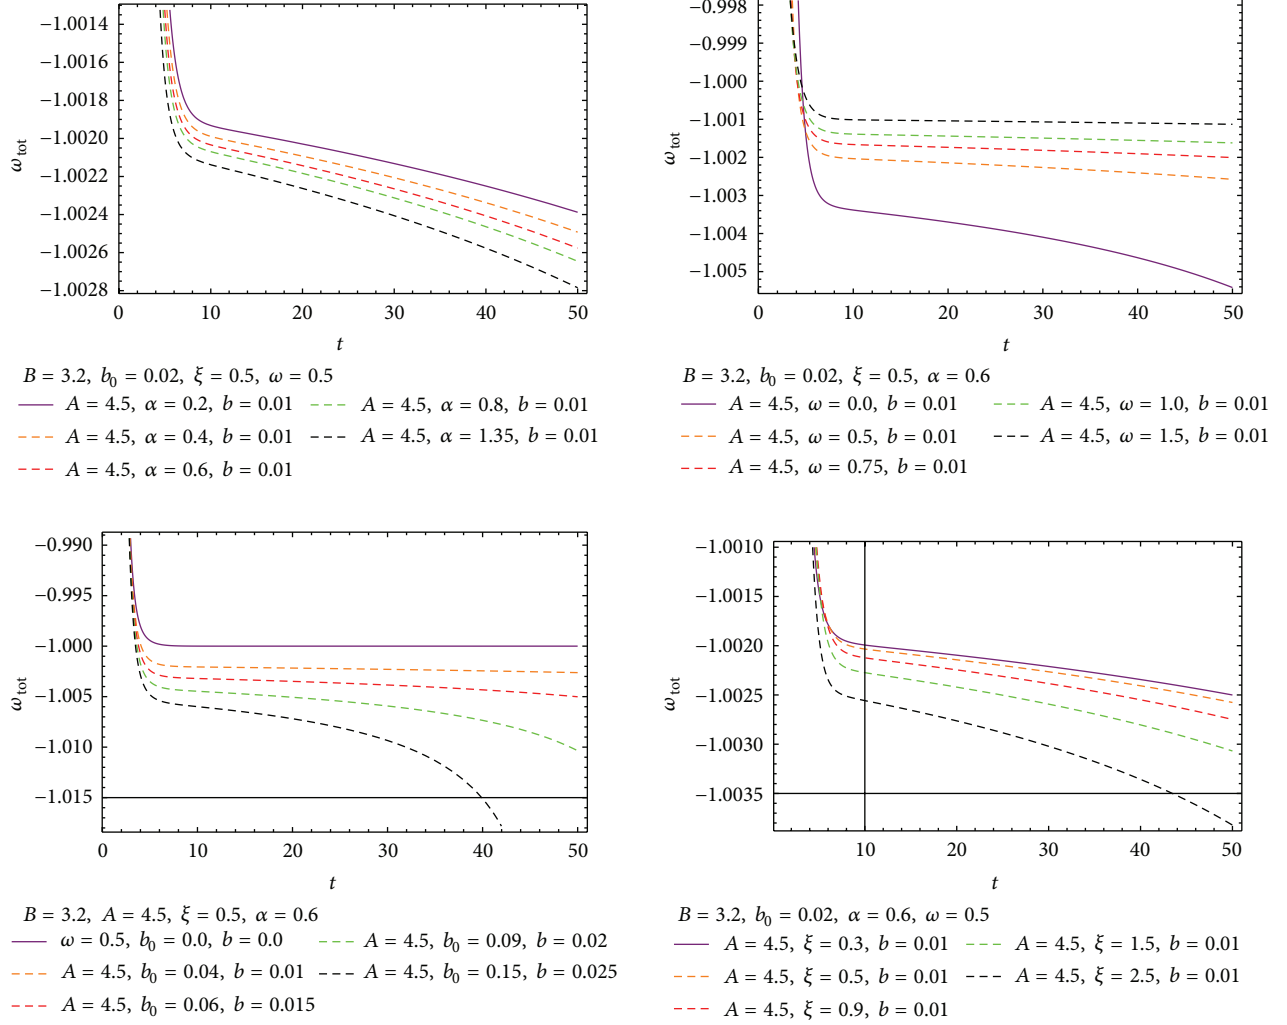 −1.0014
−1.0016
−1.0018
−1.0020
−1.0022
−1.0024
−1.0026
−1.0028
ω_tot
0 10 20 30 40 50
t
B = 3.2, b_0 = 0.02, ξ = 0.5, ω = 0.5
A = 4.5, α = 0.2, b = 0.01
A = 4.5, α = 0.4, b = 0.01
A = 4.5, α = 0.6, b = 0.01
A = 4.5, α = 0.8, b = 0.01
A = 4.5, α = 1.35, b = 0.01
−0.998
−0.999
−1.000
−1.001
−1.002
−1.003
−1.004
−1.005
ω_tot
0 10 20 30 40 50
t
B = 3.2, b_0 = 0.02, ξ = 0.5, α = 0.6
A = 4.5, ω = 0.0, b = 0.01
A = 4.5, ω = 0.5, b = 0.01
A = 4.5, ω = 0.75, b = 0.01
A = 4.5, ω = 1.0, b = 0.01
A = 4.5, ω = 1.5, b = 0.01
−0.990
−0.995
−1.000
−1.005
−1.010
−1.015
ω_tot
0 10 20 30 40 50
t
B = 3.2, A = 4.5, ξ = 0.5, α = 0.6
ω = 0.5, b_0 = 0.0, b = 0.0
A = 4.5, b_0 = 0.04, b = 0.01
A = 4.5, b_0 = 0.06, b = 0.015
A = 4.5, b_0 = 0.09, b = 0.02
A = 4.5, b_0 = 0.15, b = 0.025
−1.0010
−1.0015
−1.0020
−1.0025
−1.0030
−1.0035
ω_tot
10 20 30 40 50
t
B = 3.2, b_0 = 0.02, α = 0.6, ω = 0.5
A = 4.5, ξ = 0.3, b = 0.01
A = 4.5, ξ = 0.5, b = 0.01
A = 4.5, ξ = 0.9, b = 0.01
A = 4.5, ξ = 1.5, b = 0.01
A = 4.5, ξ = 2.5, b = 0.01